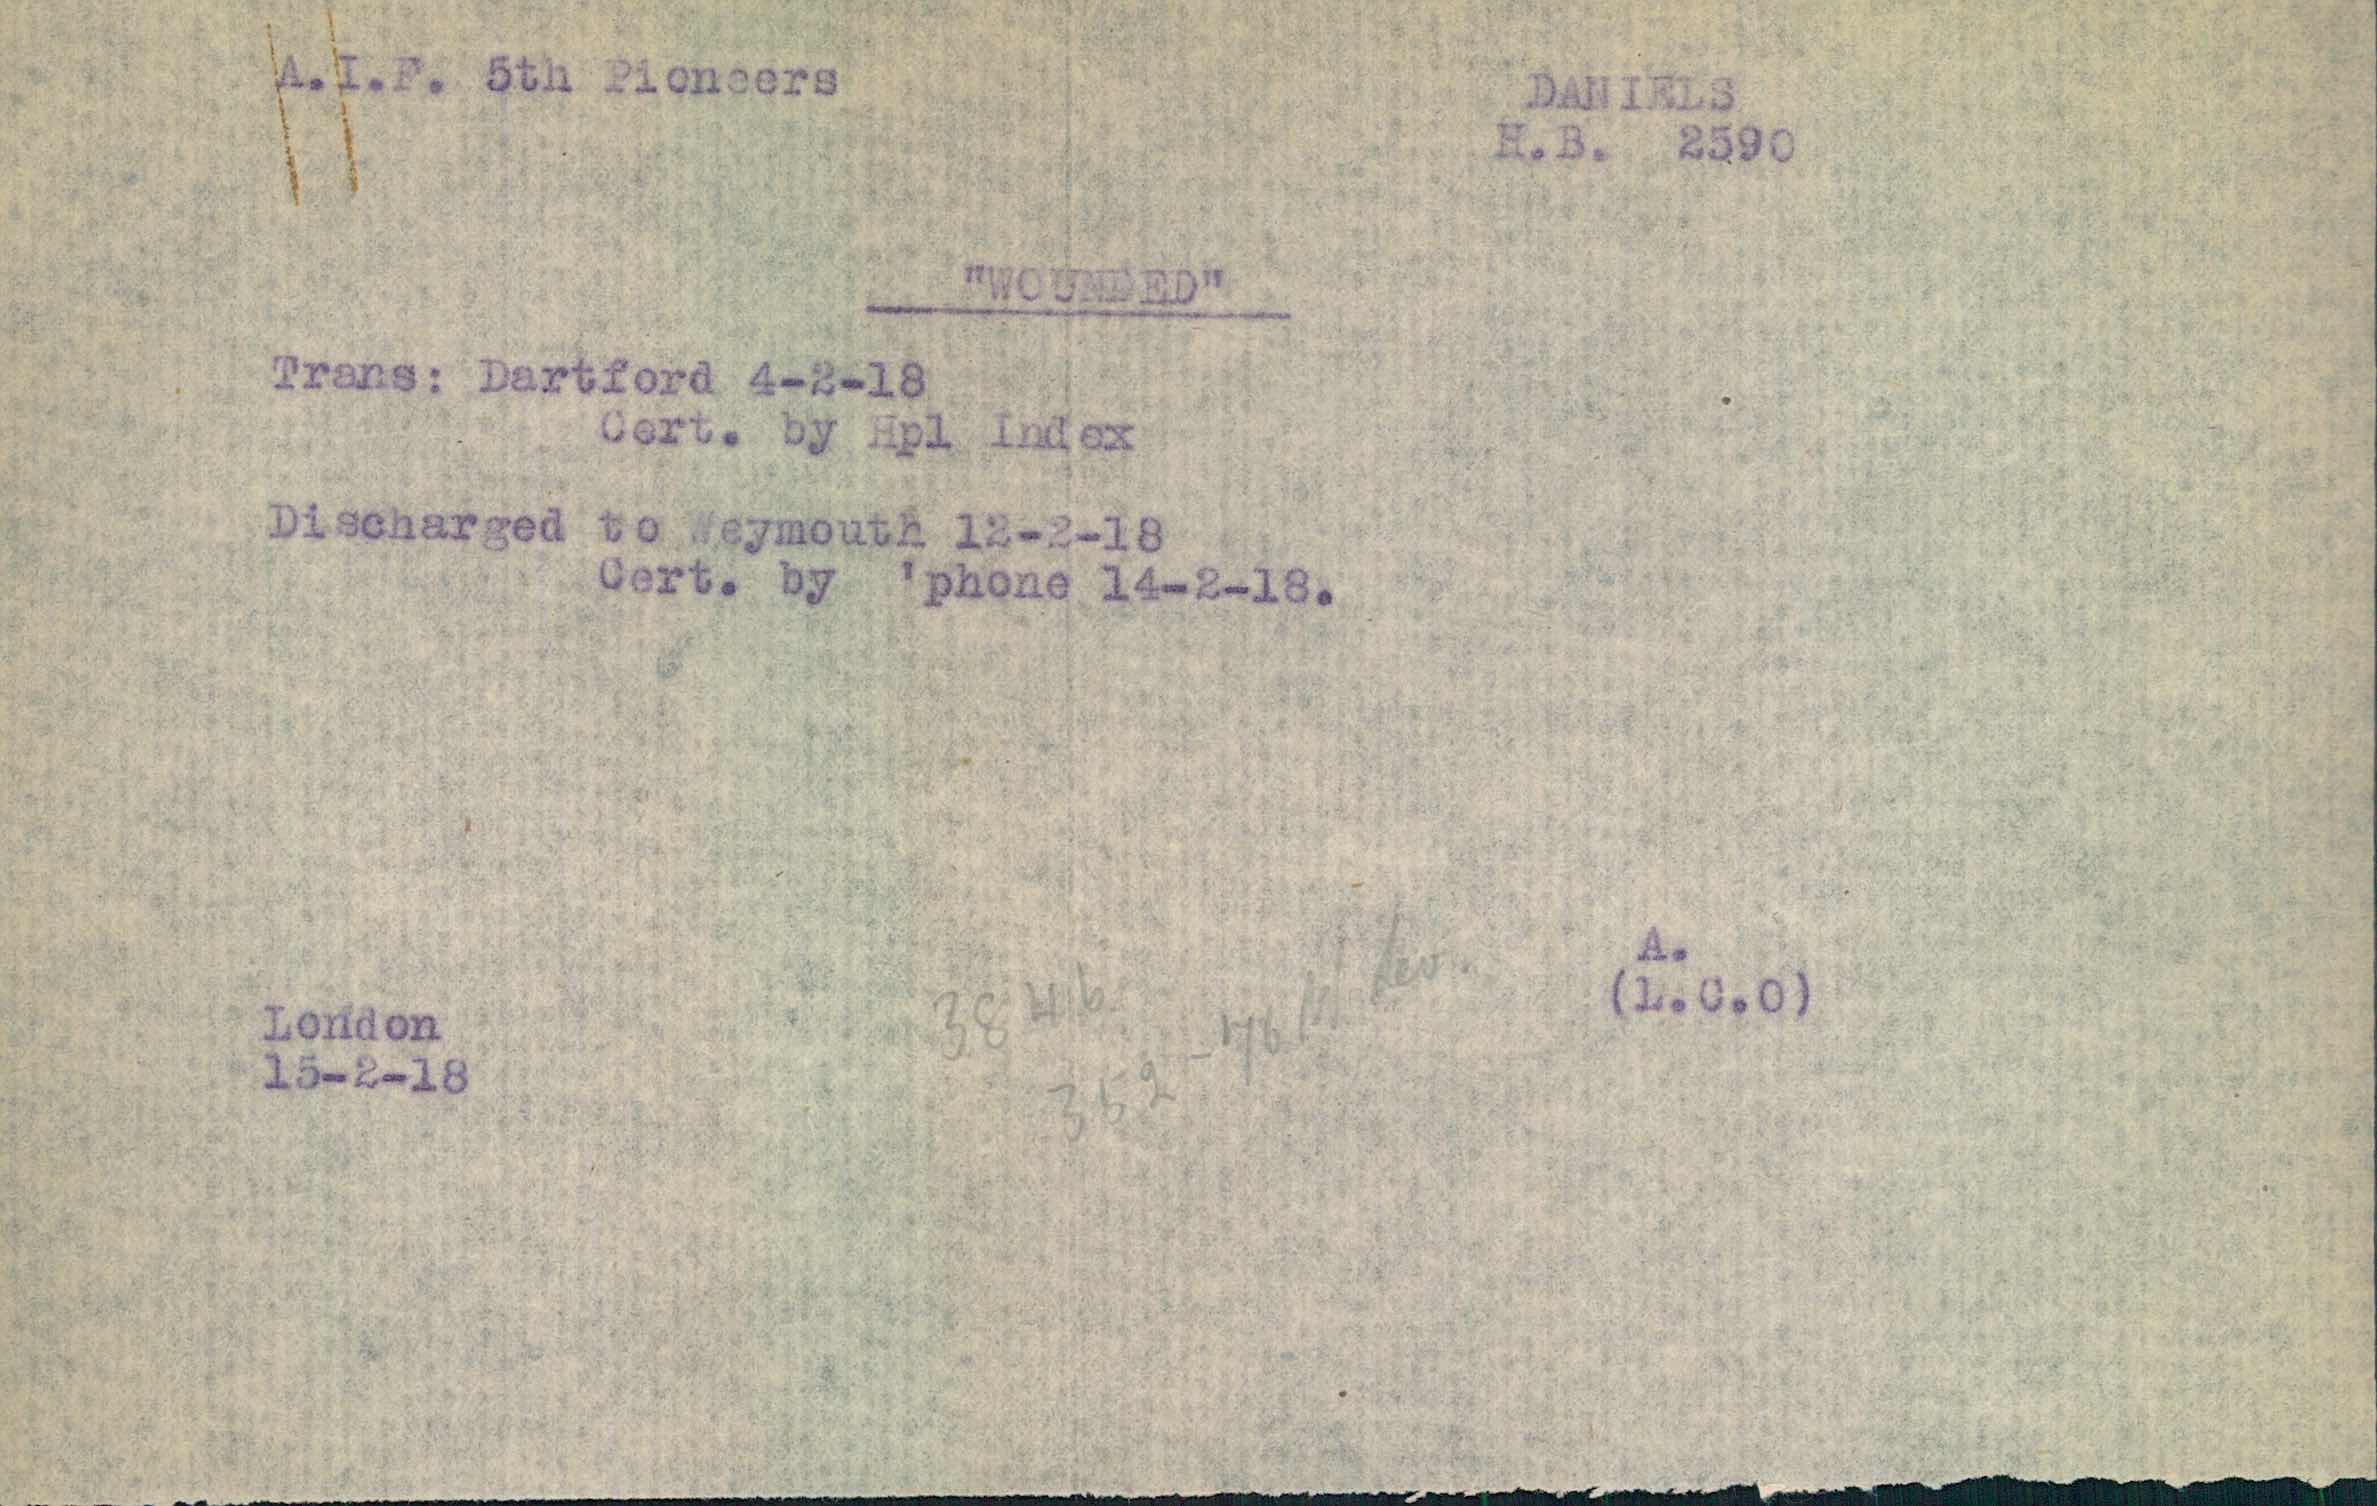 A.I.F. 5th Pioneers
DANIELS
H.B. 2590
"WOUNDED"
Trans: Dartford 4-2-18
Cert. by Hpl Index
Discharged to Weymouth 12-2-18
Cert. by 'phone 14-2-18.
A.
(L.C.O)
London
15-2-18